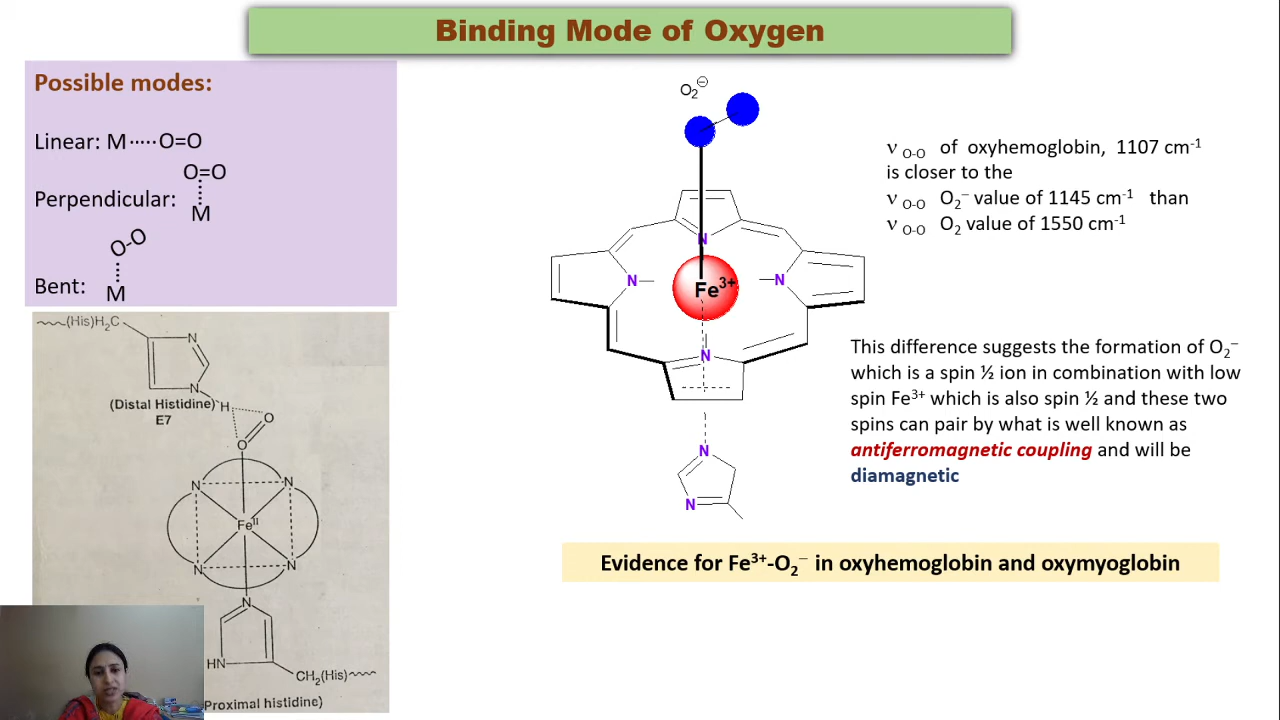 Binding Mode of Oxygen
Possible modes:
Linear: M·····O=O
O=O
Perpendicular:
M
O-O
Bent:
M
(His)H₂C
N
N
H
(Distal Histidine)
E7
O
O
N
N
Feᴵᴵ
N
N
N
HN
CH₂(His)
Proximal histidine)
O₂⊖
N
N
N
Fe³⁺
N
N
N
ν O-O of oxyhemoglobin, 1107 cm⁻¹
is closer to the
ν O-O O₂⁻ value of 1145 cm⁻¹ than
ν O-O O₂ value of 1550 cm⁻¹
This difference suggests the formation of O₂⁻
which is a spin ½ ion in combination with low
spin Fe³⁺ which is also spin ½ and these two
spins can pair by what is well known as
antiferromagnetic coupling and will be
diamagnetic
Evidence for Fe³⁺-O₂⁻ in oxyhemoglobin and oxymyoglobin